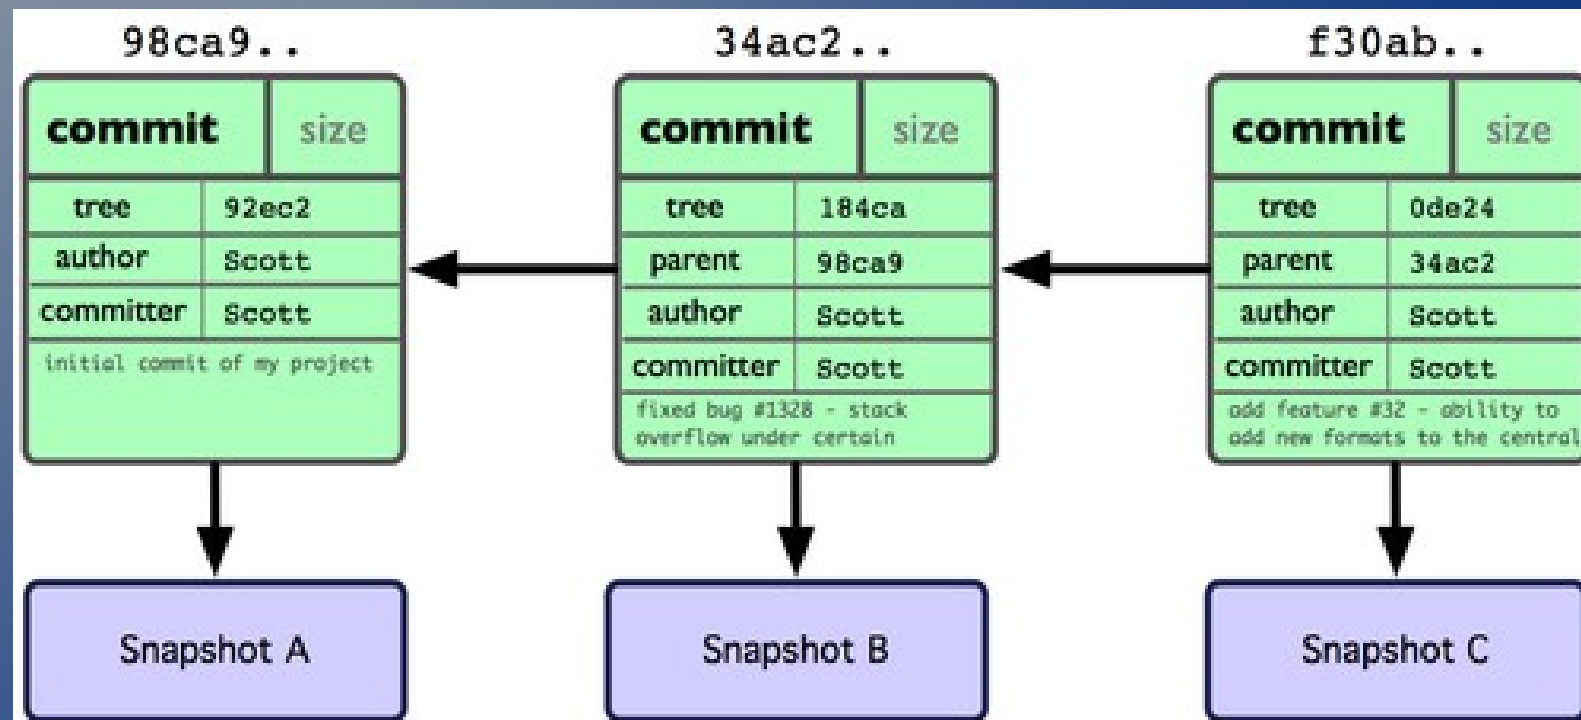 98ca9..
commit size
tree 92ec2
author Scott
committer Scott
initial commit of my project
34ac2..
commit size
tree 184ca
parent 98ca9
author Scott
committer Scott
fixed bug #1328 - stack
overflow under certain
f30ab..
commit size
tree 0de24
parent 34ac2
author Scott
committer Scott
add feature #32 - ability to
add new formats to the central
Snapshot A
Snapshot B
Snapshot C